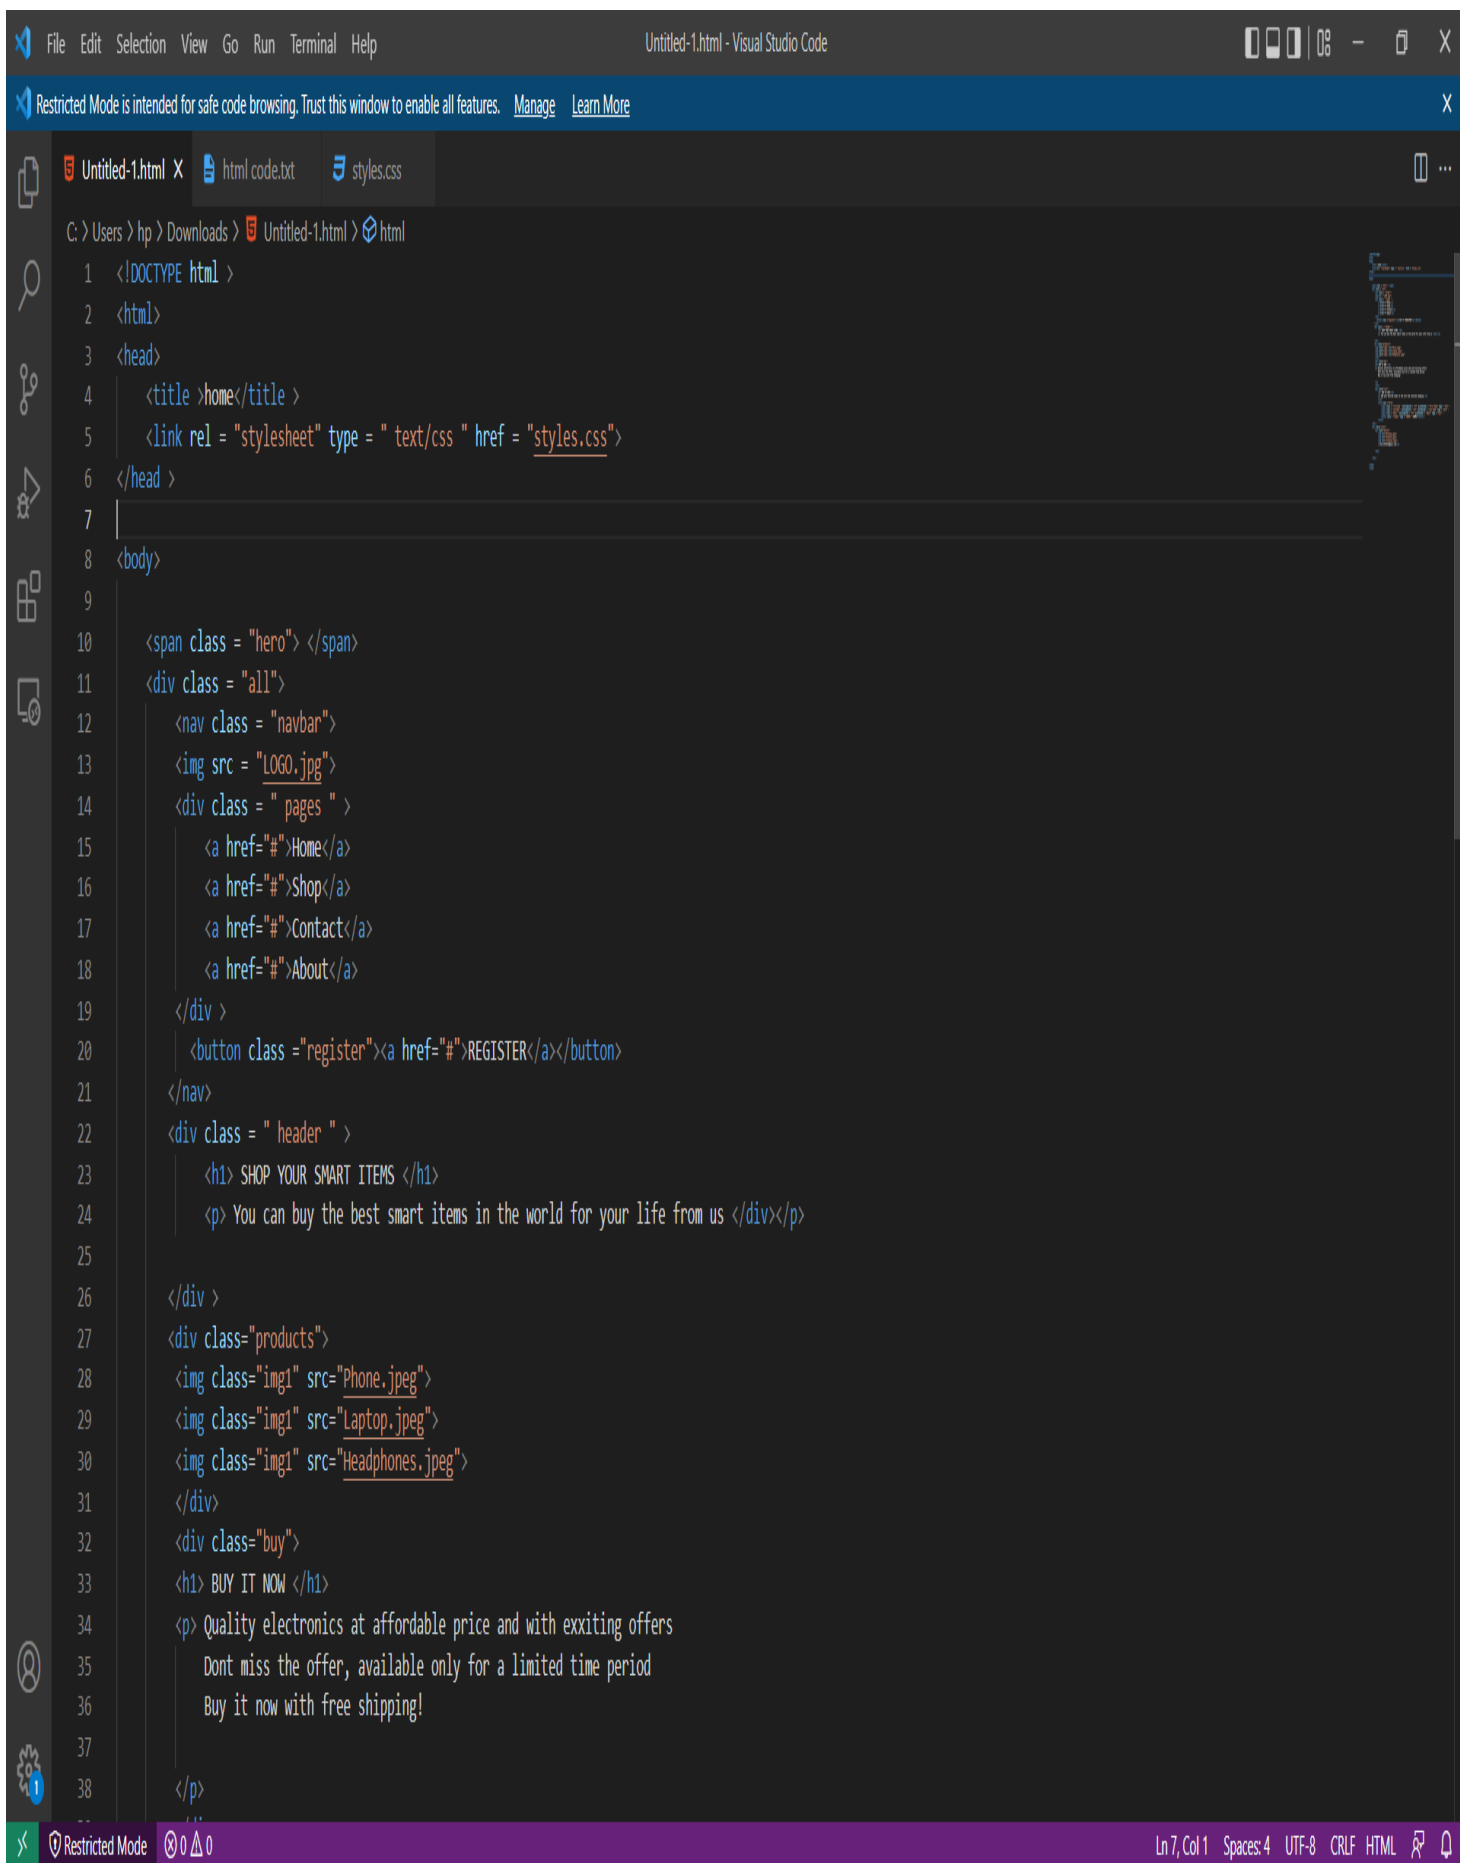 File Edit Selection View Go Run Terminal Help Untitled-1.html - Visual Studio Code
Restricted Mode is intended for safe code browsing. Trust this window to enable all features. Manage Learn More
Untitled-1.html html code.txt styles.css
C: > Users > hp > Downloads > Untitled-1.html > html
1 <!DOCTYPE html >
2 <html>
3 <head>
4 <title >home</title >
5 <link rel = "stylesheet" type = " text/css " href = "styles.css">
6 </head >
7
8 <body>
9
10 <span class = "hero"> </span>
11 <div class = "all">
12 <nav class = "navbar">
13 <img src = "LOGO.jpg">
14 <div class = " pages " >
15 <a href="#">Home</a>
16 <a href="#">Shop</a>
17 <a href="#">Contact</a>
18 <a href="#">About</a>
19 </div >
20 <button class ="register"><a href="#">REGISTER</a></button>
21 </nav>
22 <div class = " header " >
23 <h1> SHOP YOUR SMART ITEMS </h1>
24 <p> You can buy the best smart items in the world for your life from us </div></p>
25
26 </div >
27 <div class="products">
28 <img class="img1" src="Phone.jpeg">
29 <img class="img1" src="Laptop.jpeg">
30 <img class="img1" src="Headphones.jpeg">
31 </div>
32 <div class="buy">
33 <h1> BUY IT NOW </h1>
34 <p> Quality electronics at affordable price and with exxiting offers
35 Dont miss the offer, available only for a limited time period
36 Buy it now with free shipping!
37
38 </p>
1
Restricted Mode 0 0 Ln 7, Col 1 Spaces: 4 UTF-8 CRLF HTML